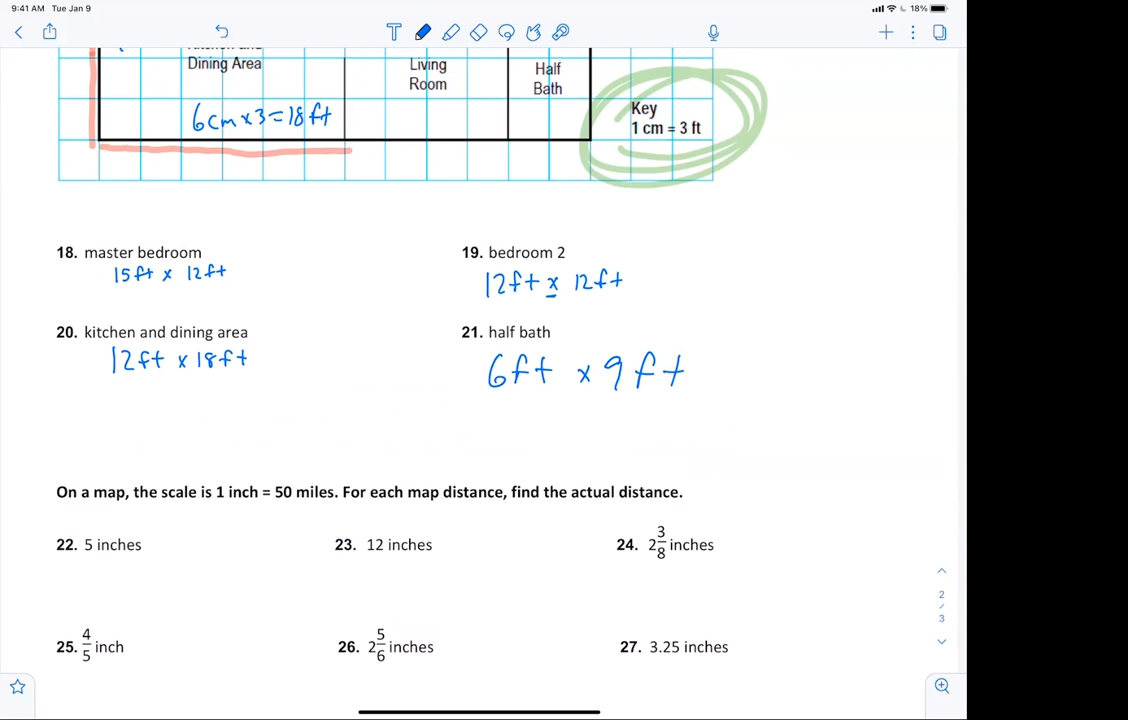 9:41 AM Tue Jan 9
18%
T
Dining Area
Living
Room
Half
Bath
6cm x 3 = 18 ft
Key
1 cm = 3 ft
18. master bedroom
15ft x 12ft
19. bedroom 2
12ft x 12ft
20. kitchen and dining area
12ft x 18ft
21. half bath
6ft x 9ft
On a map, the scale is 1 inch = 50 miles. For each map distance, find the actual distance.
22. 5 inches
23. 12 inches
24. 2 3/8 inches
2
/
3
25. 4/5 inch
26. 2 5/6 inches
27. 3.25 inches